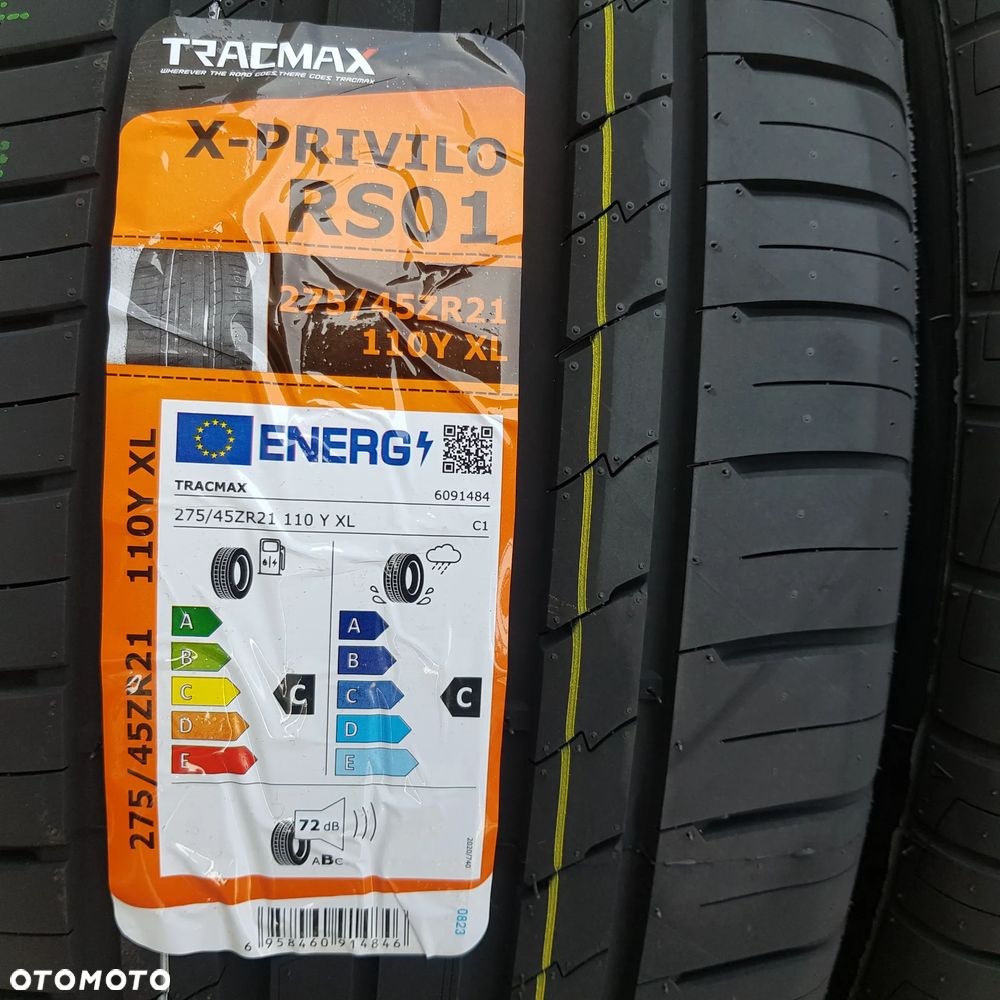 TRACMAX
WHEREVER THE ROAD GOES, THERE GOES TRACMAX
X-PRIVILO
RS01
275/45ZR21
110Y XL
275/45ZR21 110Y XL
ENERG
TRACMAX 6091484
275/45ZR21 110 Y XL C1
A A
B B
C C C C
D D
E E
72 dB
ABC
2020/740
0823
6 958460 914846
OTOMOTO